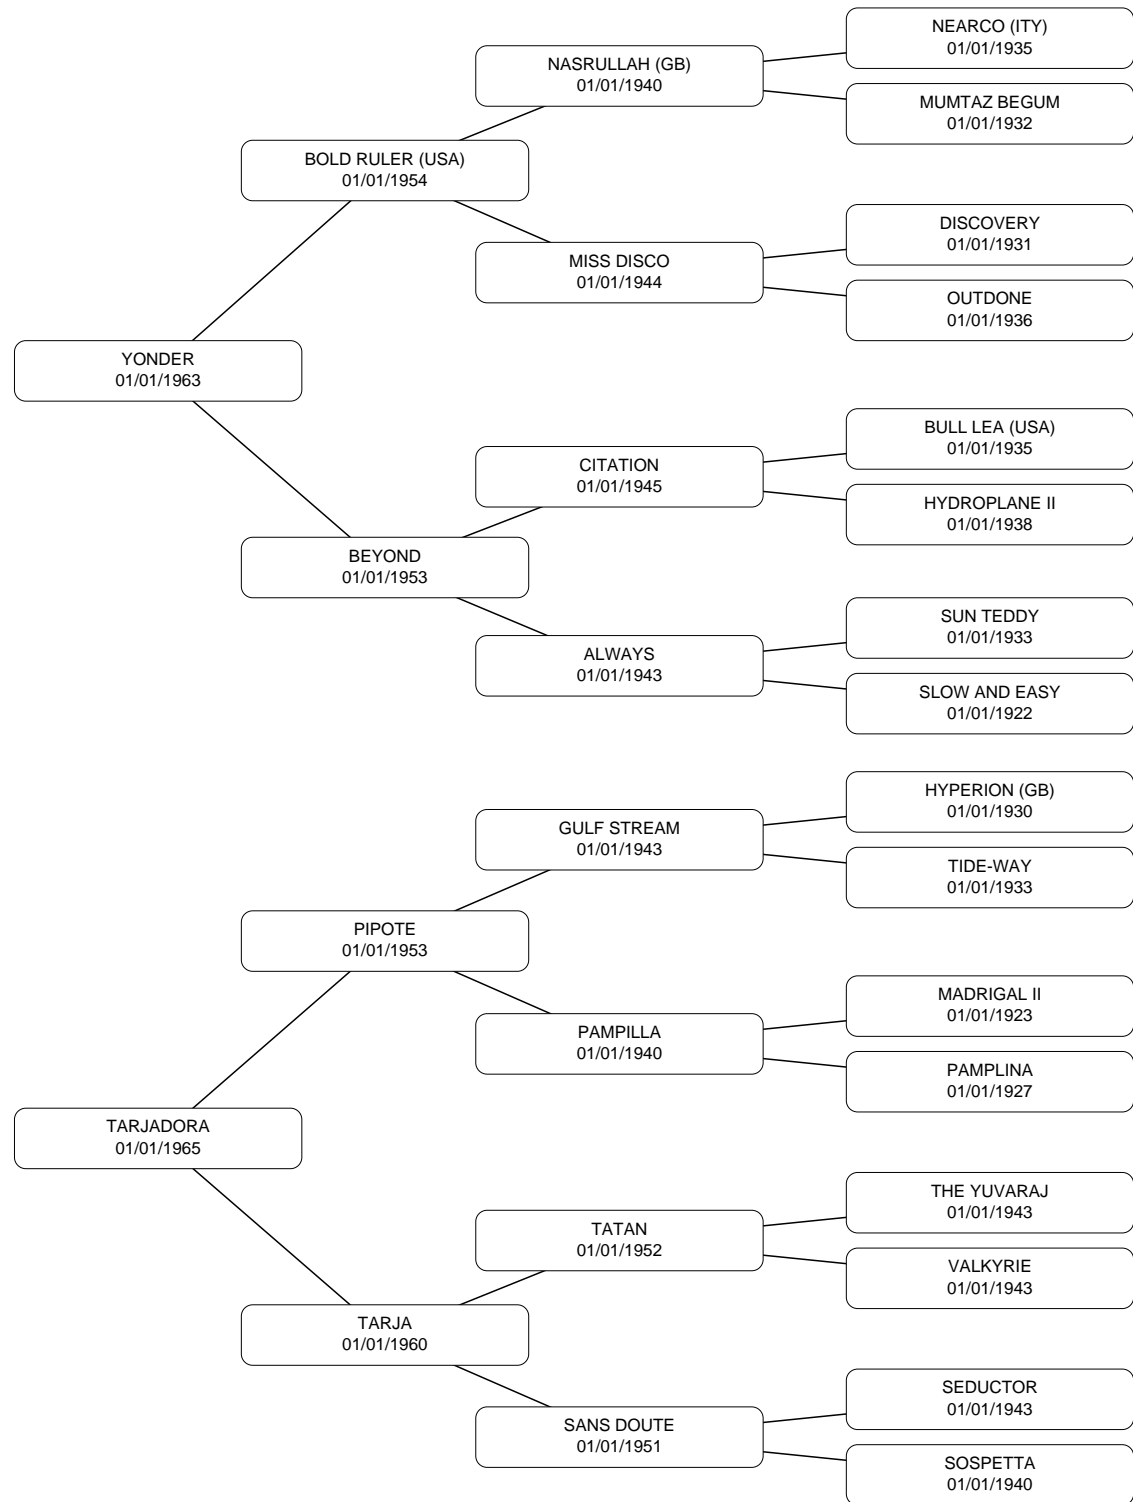 NEARCO (ITY)
01/01/1935
NASRULLAH (GB)
01/01/1940
MUMTAZ BEGUM
01/01/1932
BOLD RULER (USA)
01/01/1954
DISCOVERY
01/01/1931
MISS DISCO
01/01/1944
OUTDONE
01/01/1936
YONDER
01/01/1963
BULL LEA (USA)
01/01/1935
CITATION
01/01/1945
HYDROPLANE II
01/01/1938
BEYOND
01/01/1953
SUN TEDDY
01/01/1933
ALWAYS
01/01/1943
SLOW AND EASY
01/01/1922
HYPERION (GB)
01/01/1930
GULF STREAM
01/01/1943
TIDE-WAY
01/01/1933
PIPOTE
01/01/1953
MADRIGAL II
01/01/1923
PAMPILLA
01/01/1940
PAMPLINA
01/01/1927
TARJADORA
01/01/1965
THE YUVARAJ
01/01/1943
TATAN
01/01/1952
VALKYRIE
01/01/1943
TARJA
01/01/1960
SEDUCTOR
01/01/1943
SANS DOUTE
01/01/1951
SOSPETTA
01/01/1940